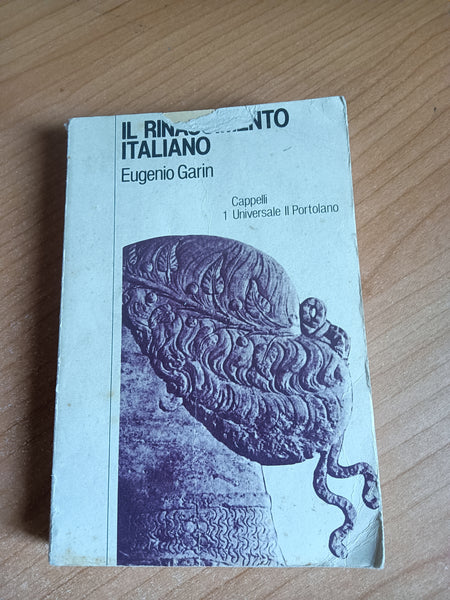 IL RINASCIMENTO
ITALIANO
Eugenio Garin
Cappelli
1 Universale Il Portolano